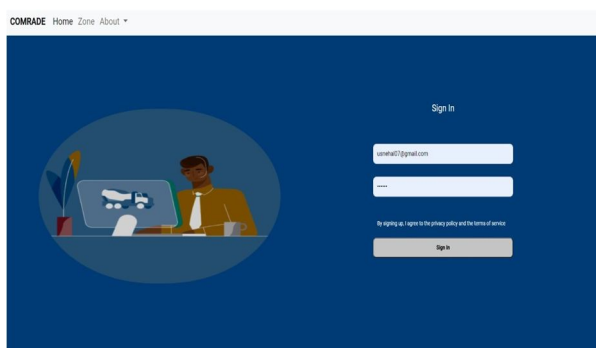 COMRADE Home Zone About
Sign In
usnehal07@gmail.com
······
By signing up, I agree to the privacy policy and the terms of service
Sign in